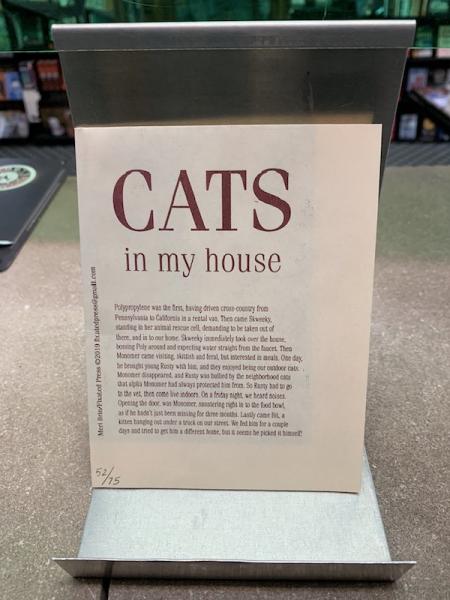 CATS
in my house
Polypropylene was the first, having driven cross-country from
Pennsylvania to California in a rental van. Then came Skweeky,
standing in her animal rescue cell, demanding to be taken out of
there, and in to our home. Skweeky immediately took over the house,
bossing Poly around and expecting water straight from the faucet. Then
Monomer came visiting, skittish and feral, but interested in meals. One day,
he brought young Rusty with him, and they enjoyed being our outdoor cats.
Monomer disappeared, and Rusty was bullied by the neighborhood cats
that alpha Monomer had always protected him from. So Rusty had to go
to the vet, then come live indoors. On a friday night, we heard noises.
Opening the door, was Monomer, sauntering right in to the food bowl,
as if he hadn't just been missing for three months. Lastly came Bit, a
kitten hanging out under a truck on our street. We fed him for a couple
days and tried to get him a different home, but it seems he picked it himself!
Press ©2019
52/75